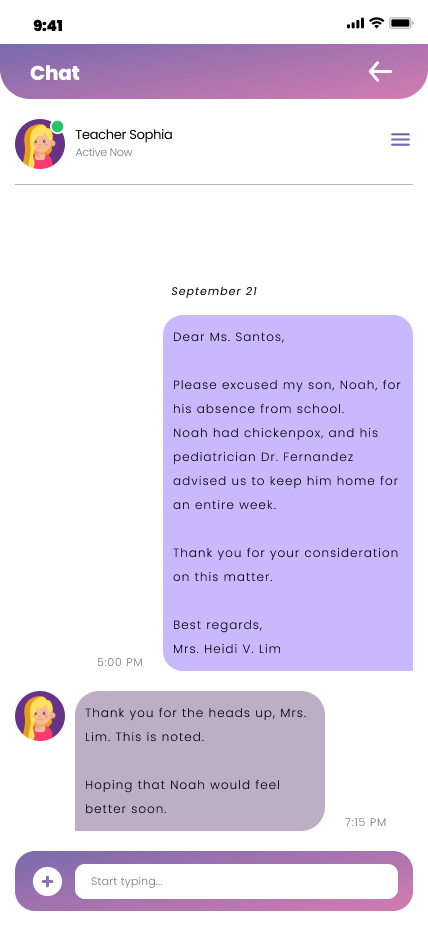 9:41
Chat
Teacher Sophia
Active Now
September 21
Dear Ms. Santos,
Please excused my son, Noah, for
his absence from school.
Noah had chickenpox, and his
pediatrician Dr. Fernandez
advised us to keep him home for
an entire week.
Thank you for your consideration
on this matter.
Best regards,
Mrs. Heidi V. Lim
5:00 PM
Thank you for the heads up, Mrs.
Lim. This is noted.
Hoping that Noah would feel
better soon.
7:15 PM
Start typing...